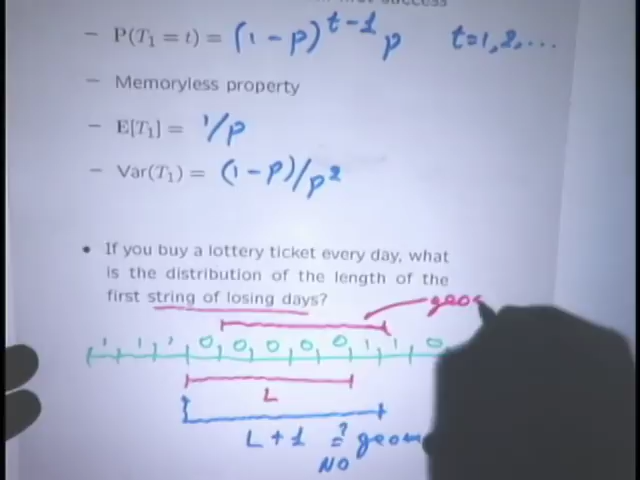 success
– P(T₁ = t) = (1 - p)^{t-1} p    t=1, 2, ...
– Memoryless property
– E[T₁] = 1/p
– Var(T₁) = (1-p)/p²
• If you buy a lottery ticket every day, what
is the distribution of the length of the
first string of losing days?
geo
1 1 1 0 0 0 0 0 1 1 0
L
L + 1 =? geom
NO